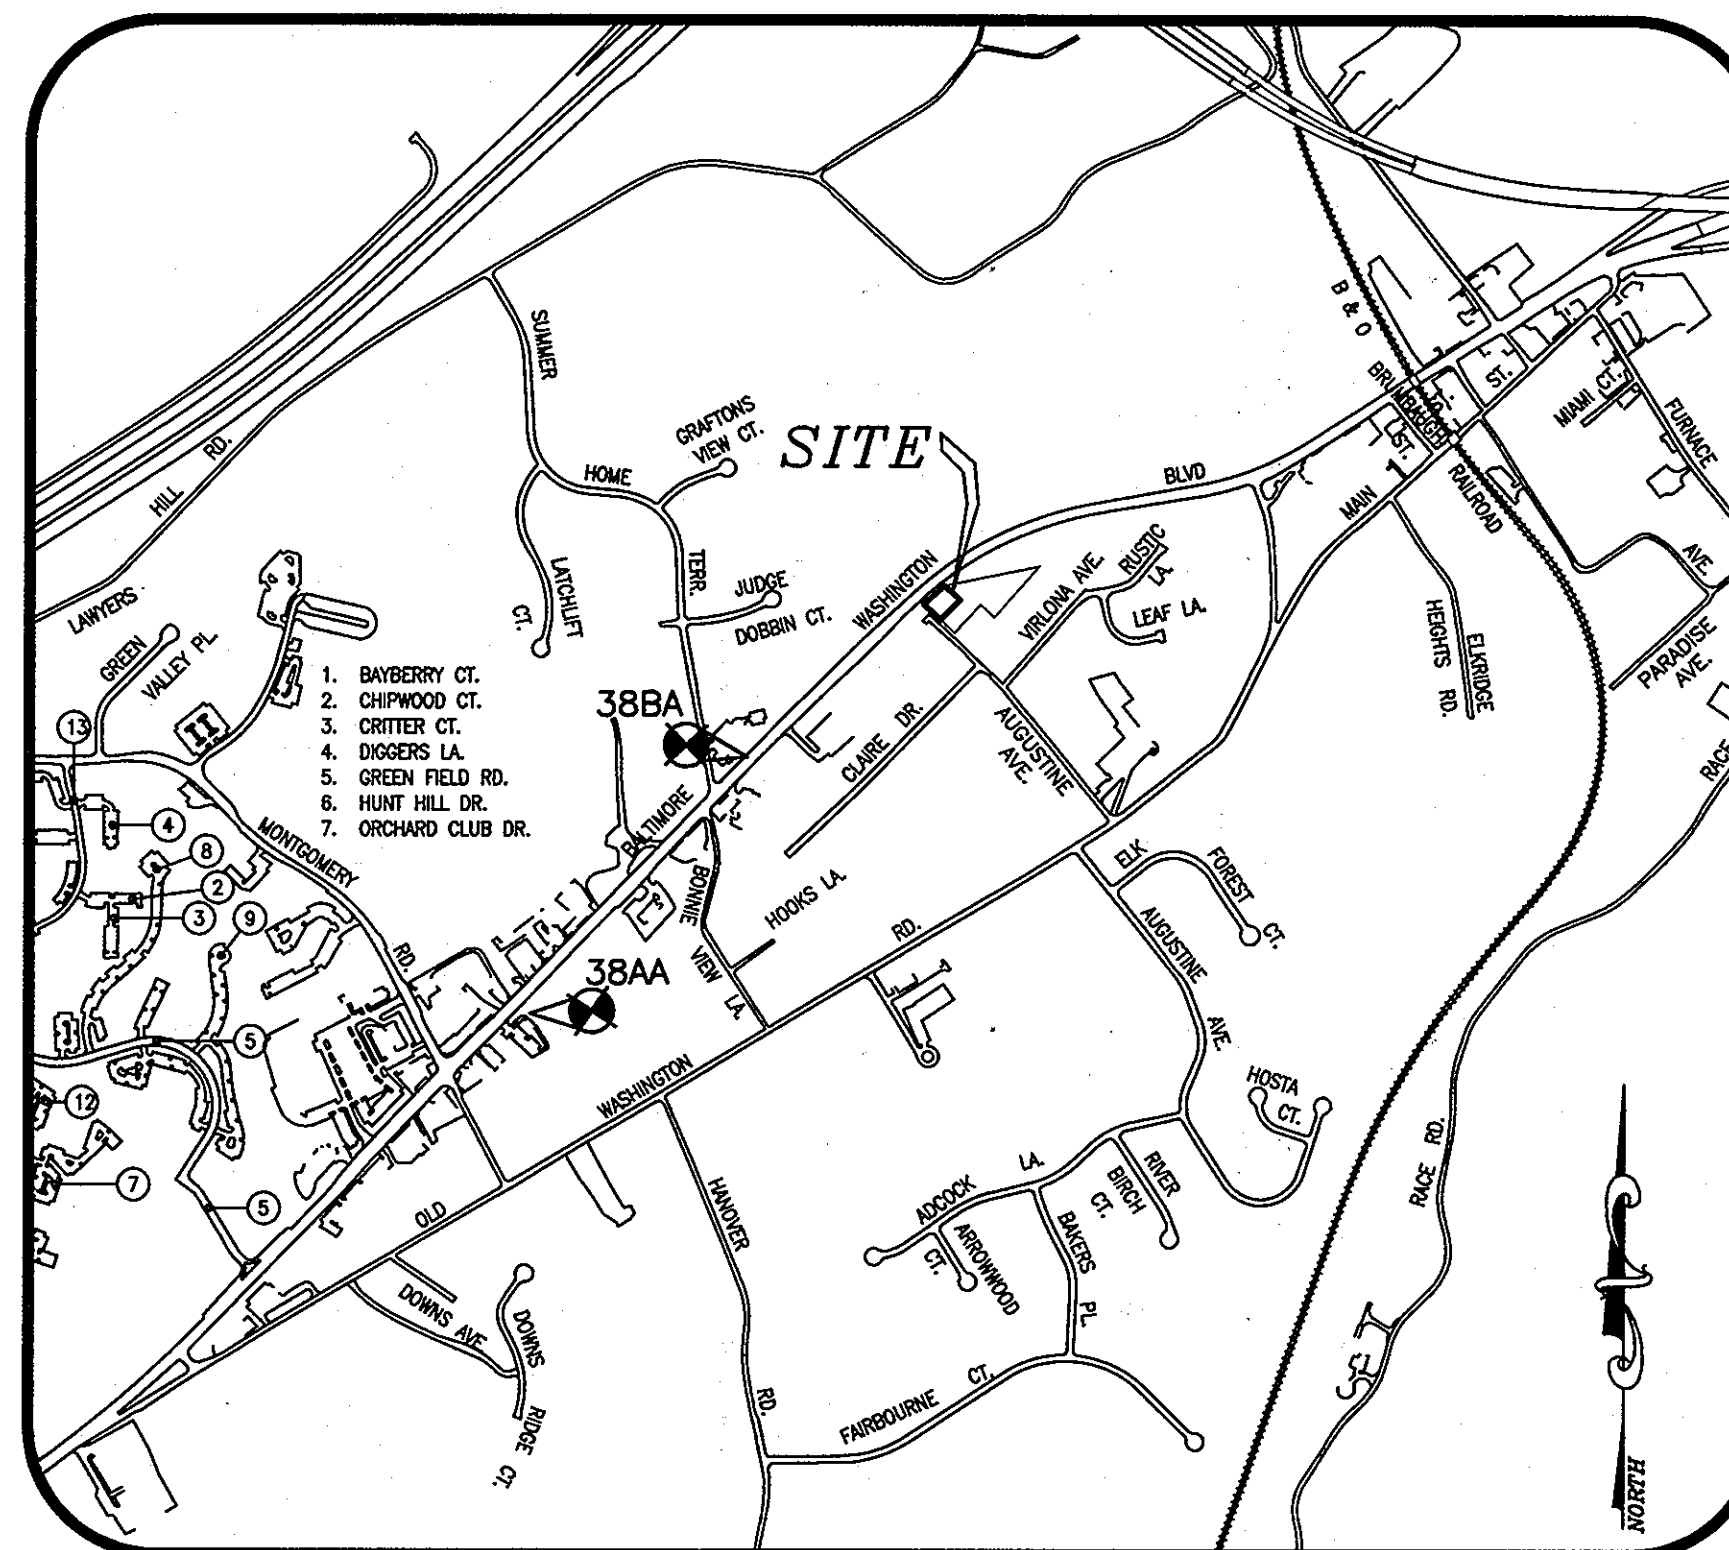 B & O
SUMMER
BRUMBAUGH
ST.
ST.
MIAMI CT.
FURNACE
GRAFTONS
VIEW CT.
SITE
HILL
RD.
HOME
BLVD
MAIN
1
RAILROAD
LATCHLIFT
CT.
TERR.
JUDGE
DOBBIN CT.
WASHINGTON
VIRLONA AVE.
RUSTIC
LEAF LA.
LA.
AVE.
LAWYERS
GREEN
VALLEY PL.
HEIGHTS RD.
ELKRIDGE
PARADISE
AVE.
1. BAYBERRY CT.
2. CHIPWOOD CT.
3. CRITTER CT.
4. DIGGERS LA.
5. GREEN FIELD RD.
6. HUNT HILL DR.
7. ORCHARD CLUB DR.
38BA
CLAIRE DR.
AUGUSTINE
AVE.
RACE
13
4
8
2
3
9
MONTGOMERY
RD.
BALTIMORE
BONNIE
VIEW LA.
HOOKS LA.
RD.
ELK
FOREST
CT.
AUGUSTINE
AVE.
38AA
5
12
7
5
WASHINGTON
OLD
HOSTA
CT.
RACE RD.
HANOVER
RD.
ADCOCK
LA.
RIVER
BIRCH
CT.
ARROWWOOD
CT.
BAKERS
PL.
DOWNS AVE.
DOWNS
RIDGE CT.
FAIRBOURNE
CT.
NORTH